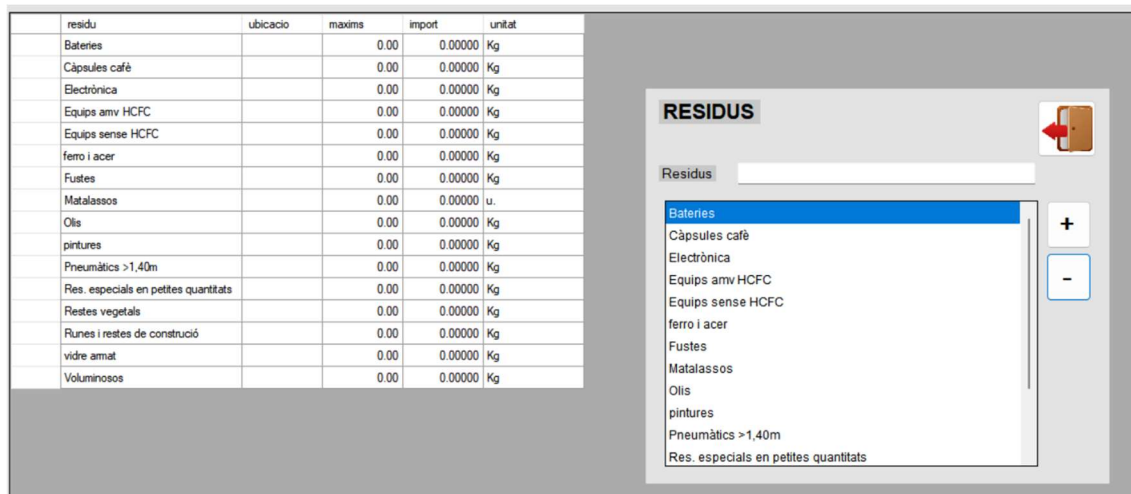 residu ubicacio maxims import unitat
Bateries 0.00 0.00000 Kg
Càpsules cafè 0.00 0.00000 Kg
Electrònica 0.00 0.00000 Kg
Equips amv HCFC 0.00 0.00000 Kg
Equips sense HCFC 0.00 0.00000 Kg
ferro i acer 0.00 0.00000 Kg
Fustes 0.00 0.00000 Kg
Matalassos 0.00 0.00000 u.
Olis 0.00 0.00000 Kg
pintures 0.00 0.00000 Kg
Pneumàtics >1,40m 0.00 0.00000 Kg
Res. especials en petites quantitats 0.00 0.00000 Kg
Restes vegetals 0.00 0.00000 Kg
Runes i restes de construció 0.00 0.00000 Kg
vidre armat 0.00 0.00000 Kg
Voluminosos 0.00 0.00000 Kg
RESIDUS
Residus
Bateries
Càpsules cafè
Electrònica
Equips amv HCFC
Equips sense HCFC
ferro i acer
Fustes
Matalassos
Olis
pintures
Pneumàtics >1,40m
Res. especials en petites quantitats
+
-